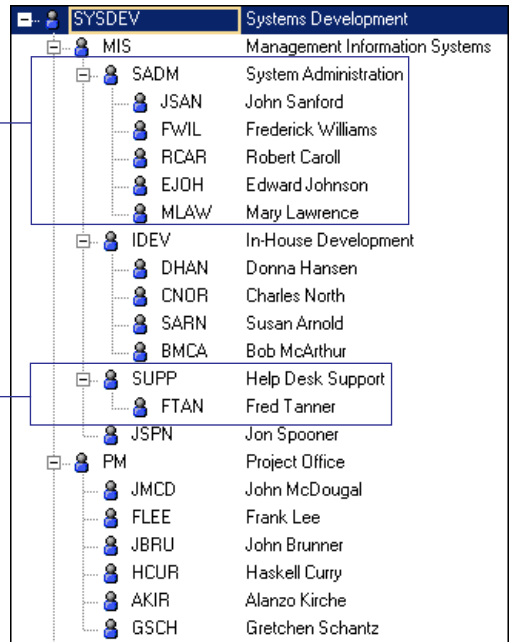 SYSDEV Systems Development
MIS Management Information Systems
SADM System Administration
JSAN John Sanford
FWIL Frederick Williams
RCAR Robert Caroll
EJOH Edward Johnson
MLAW Mary Lawrence
IDEV In-House Development
DHAN Donna Hansen
CNOR Charles North
SARN Susan Arnold
BMCA Bob McArthur
SUPP Help Desk Support
FTAN Fred Tanner
JSPN Jon Spooner
PM Project Office
JMCD John McDougal
FLEE Frank Lee
JBRU John Brunner
HCUR Haskell Curry
AKIR Alanzo Kirche
GSCH Gretchen Schantz